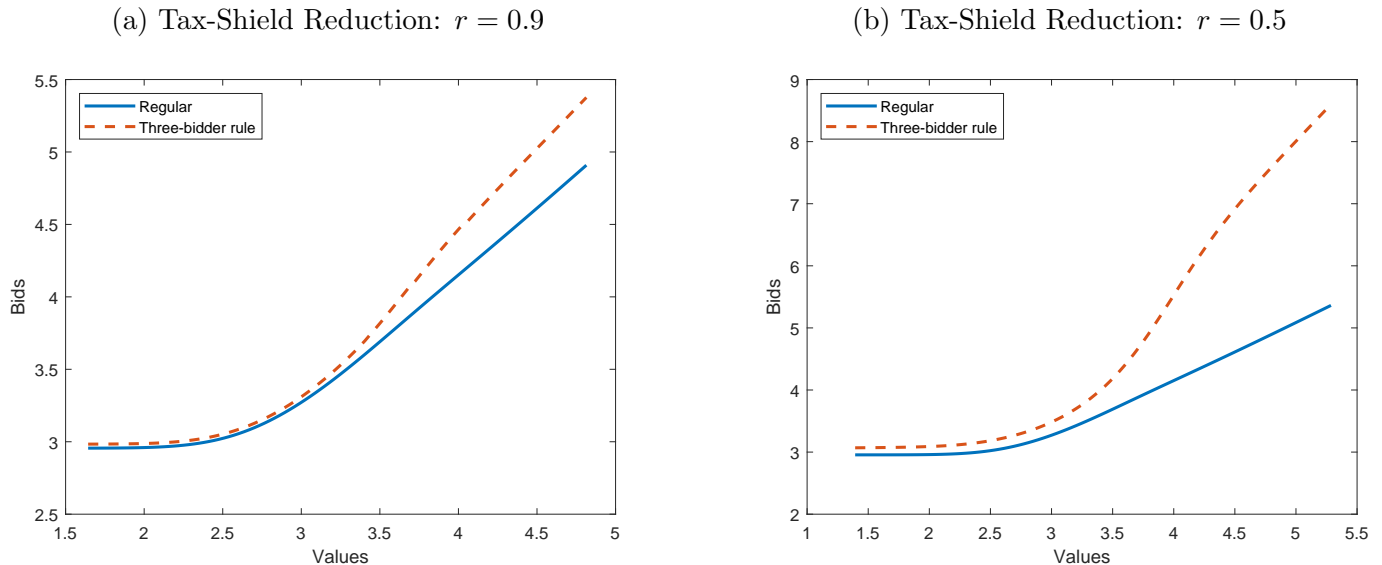 (a) Tax-Shield Reduction: r = 0.9
5.5
5
4.5
4
3.5
3
2.5
Bids
Regular
Three-bidder rule
1.5 2 2.5 3 3.5 4 4.5 5
Values
(b) Tax-Shield Reduction: r = 0.5
9
8
7
6
5
4
3
2
Bids
Regular
Three-bidder rule
1 1.5 2 2.5 3 3.5 4 4.5 5 5.5
Values